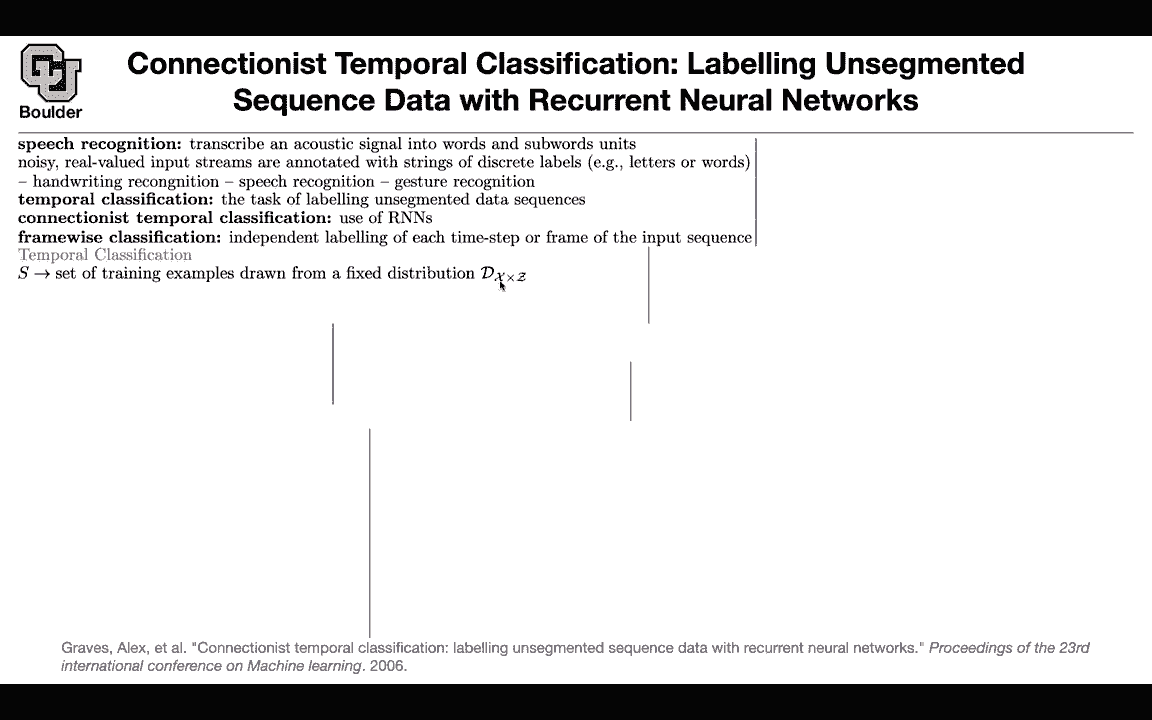 Boulder
Connectionist Temporal Classification: Labelling Unsegmented
Sequence Data with Recurrent Neural Networks
speech recognition: transcribe an acoustic signal into words and subwords units
noisy, real-valued input streams are annotated with strings of discrete labels (e.g., letters or words)
– handwriting recongnition – speech recognition – gesture recognition
temporal classification: the task of labelling unsegmented data sequences
connectionist temporal classification: use of RNNs
framewise classification: independent labelling of each time-step or frame of the input sequence
Temporal Classification
S → set of training examples drawn from a fixed distribution 𝒟_{𝒳×𝒵}
Graves, Alex, et al. "Connectionist temporal classification: labelling unsegmented sequence data with recurrent neural networks." Proceedings of the 23rd
international conference on Machine learning. 2006.